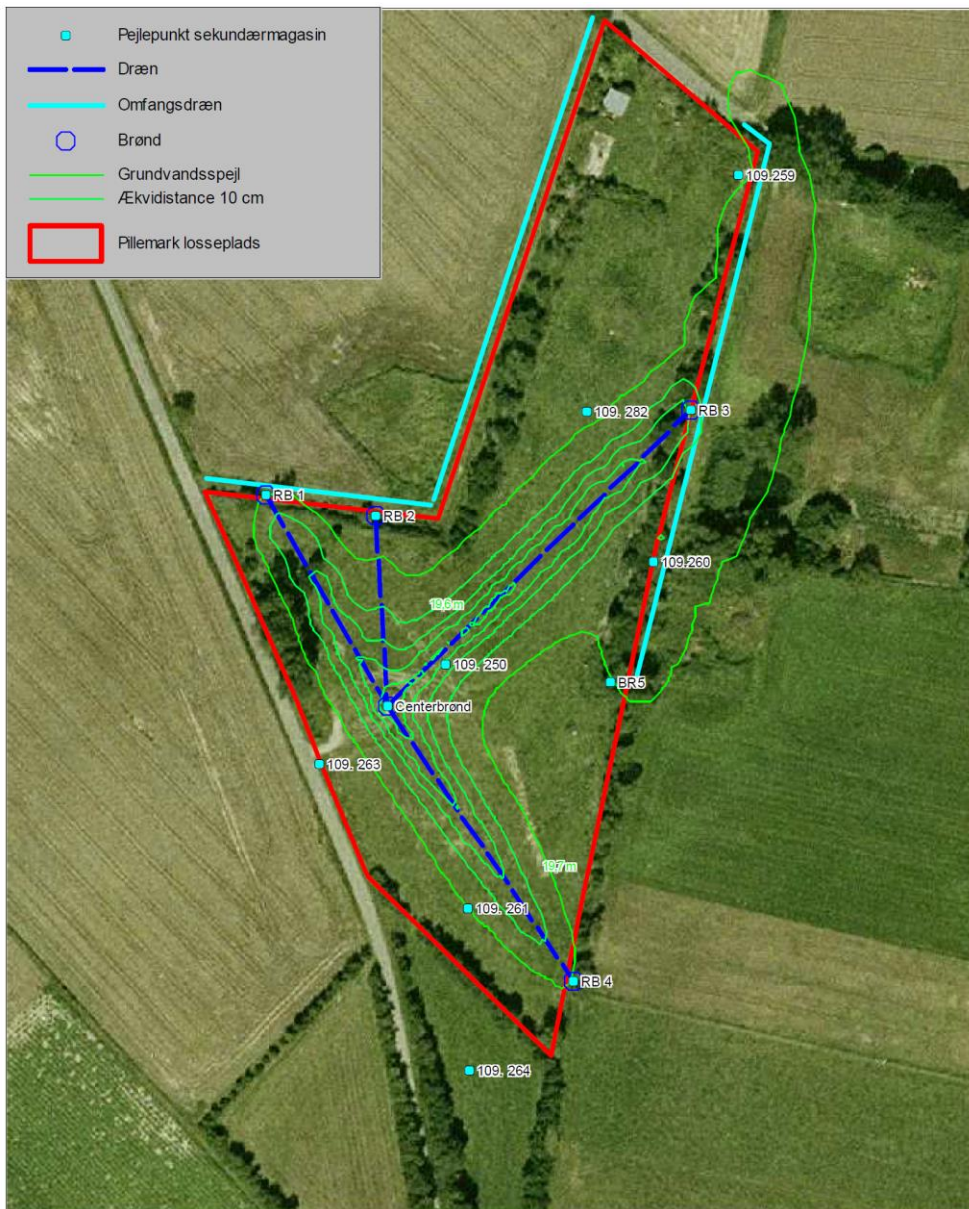 Pejlepunkt sekundærmagasin
Dræn
Omfangsdræn
Brønd
Grundvandsspejl
Ækvidistance 10 cm
Pillemark losseplads
109.259
109. 282
RB 3
RB 1
RB 2
109.260
19,6 m
109. 250
BR5
Centerbrønd
109. 263
19,7 m
109. 261
RB 4
109. 264